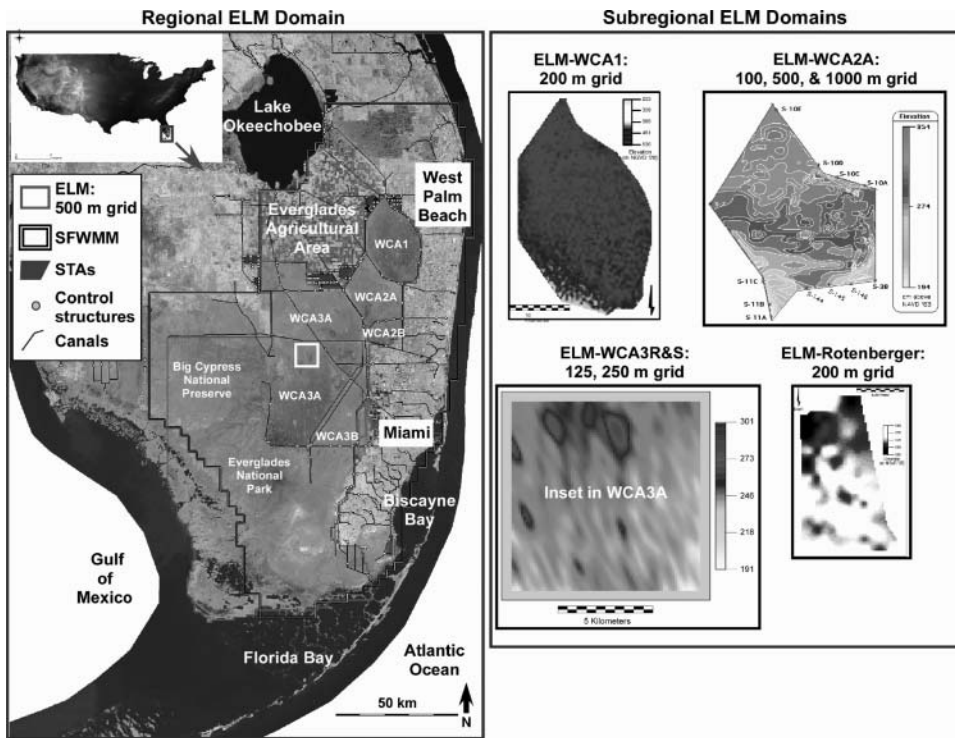 Regional ELM Domain
Lake
Okeechobee
ELM:
500 m grid
SFWMM
STAs
Control
structures
Canals
West
Palm
Beach
Everglades
Agricultural
Area
WCA1
WCA2A
WCA3A
WCA2B
Big Cypress
National
Preserve
WCA3A
WCA3B
Miami
Everglades
National
Park
Biscayne
Bay
Gulf
of
Mexico
Florida Bay
Atlantic
Ocean
50 km
N
Subregional ELM Domains
ELM-WCA1:
200 m grid
ELM-WCA2A:
100, 500, & 1000 m grid
S-10E
S-10D
S-10C
S-10A
S-11C
S-11B
S-11A
S-3B
Elevation
354
274
194
ELM-WCA3R&S:
125, 250 m grid
Inset in WCA3A
301
273
246
218
191
5 Kilometers
ELM-Rotenberger:
200 m grid